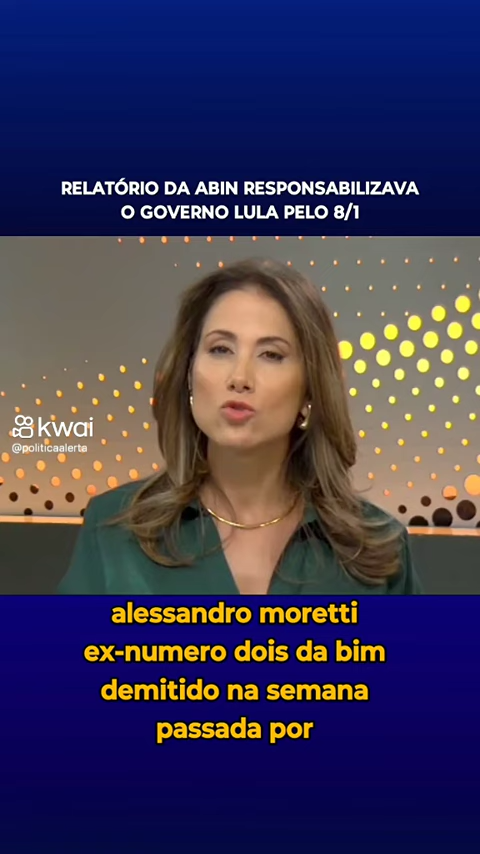 RELATÓRIO DA ABIN RESPONSABILIZAVA
O GOVERNO LULA PELO 8/1
kwai
@politicaalerta
alessandro moretti
ex-numero dois da bim
demitido na semana
passada por